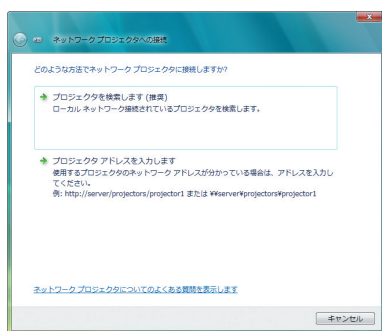 ネットワーク プロジェクタへの接続
どのような方法でネットワーク プロジェクタに接続しますか?
プロジェクタを検索します (推奨)
ローカル ネットワーク接続されているプロジェクタを検索します。
プロジェクタ アドレスを入力します
使用するプロジェクタのネットワーク アドレスが分かっている場合は、アドレスを入力し
てください。
例: http://server/projectors/projector1 または ¥¥server¥projectors¥projector1
ネットワーク プロジェクタについてのよくある質問を表示します
キャンセル